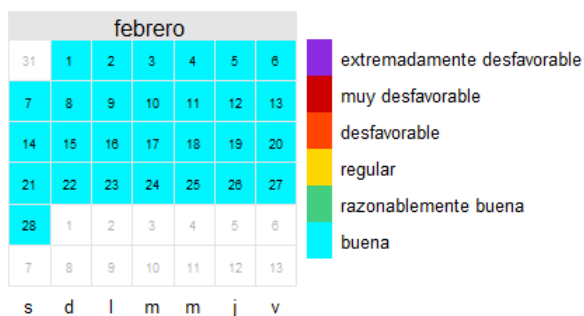 febrero
31 1 2 3 4 5 6
7 8 9 10 11 12 13
14 15 16 17 18 19 20
21 22 23 24 25 26 27
28 1 2 3 4 5 6
7 8 9 10 11 12 13
s d l m m j v
extremadamente desfavorable
muy desfavorable
desfavorable
regular
razonablemente buena
buena